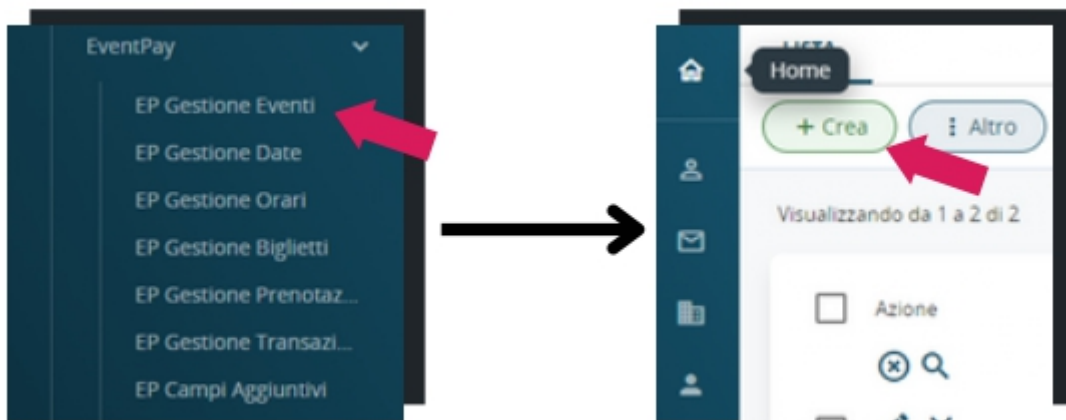 EventPay
EP Gestione Eventi
EP Gestione Date
EP Gestione Orari
EP Gestione Biglietti
EP Gestione Prenotaz...
EP Gestione Transazi...
EP Campi Aggiuntivi
LISTA
Home
+ Crea
Altro
Visualizzando da 1 a 2 di 2
Azione